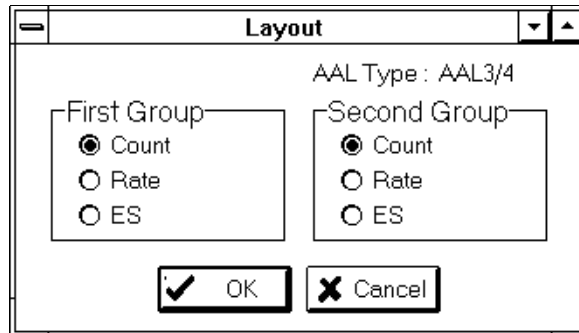 Layout
AAL Type : AAL3/4
First Group
Count
Rate
ES
Second Group
Count
Rate
ES
OK
Cancel